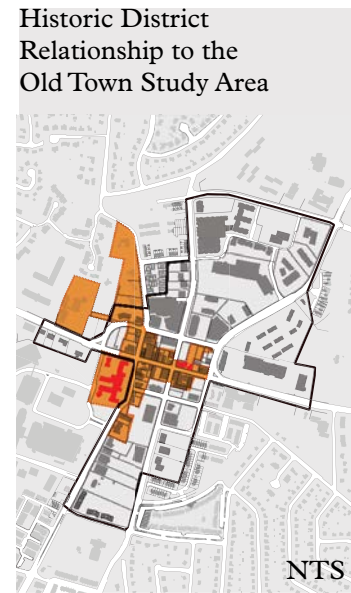 Historic District
Relationship to the
Old Town Study Area
NTS